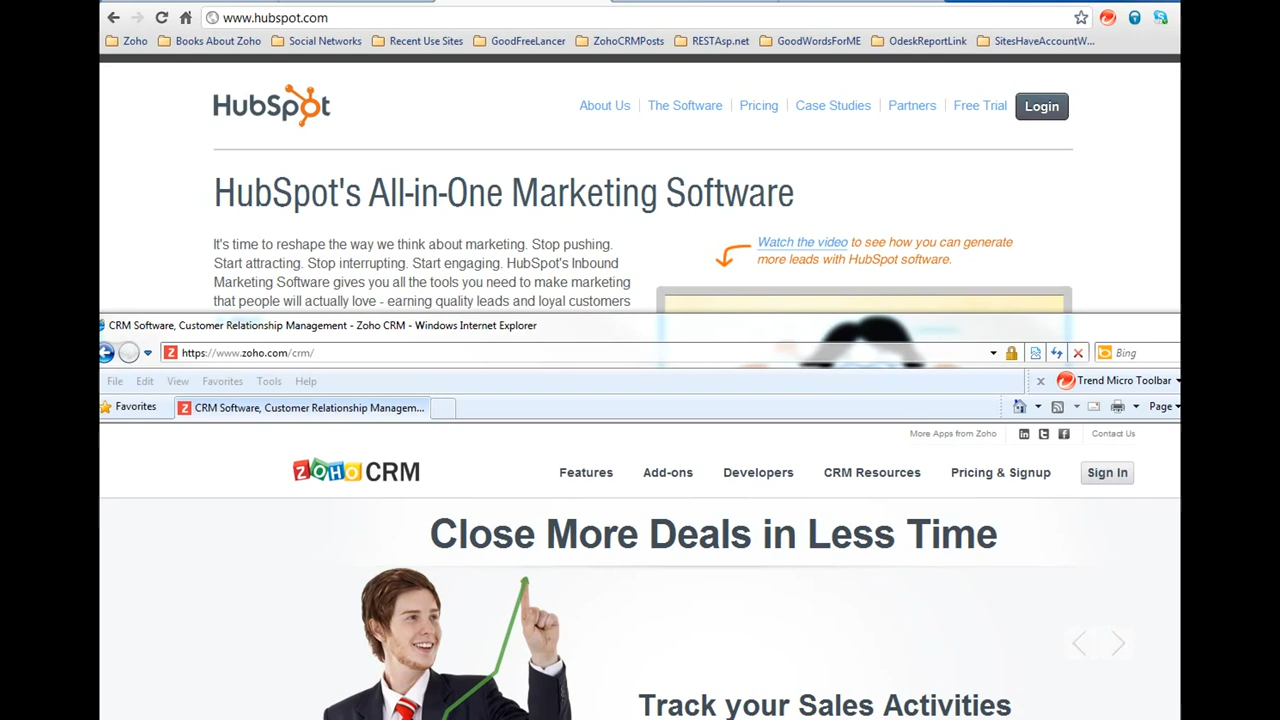 www.hubspot.com
Zoho Books About Zoho Social Networks Recent Use Sites GoodFreeLancer ZohoCRMPosts RESTAsp.net GoodWordsForME OdeskReportLink SitesHaveAccountW...
HubSpot
About Us The Software Pricing Case Studies Partners Free Trial Login
HubSpot's All-in-One Marketing Software
It's time to reshape the way we think about marketing. Stop pushing.
Start attracting. Stop interrupting. Start engaging. HubSpot's Inbound
Marketing Software gives you all the tools you need to make marketing
that people will actually love - earning quality leads and loyal customers
Watch the video to see how you can generate
more leads with HubSpot software.
CRM Software, Customer Relationship Management - Zoho CRM - Windows Internet Explorer
https://www.zoho.com/crm/
Bing
File Edit View Favorites Tools Help
Trend Micro Toolbar
Favorites
CRM Software, Customer Relationship Managem...
Page
More Apps from Zoho
Contact Us
ZOHO CRM
Features Add-ons Developers CRM Resources Pricing & Signup Sign In
Close More Deals in Less Time
Track your Sales Activities